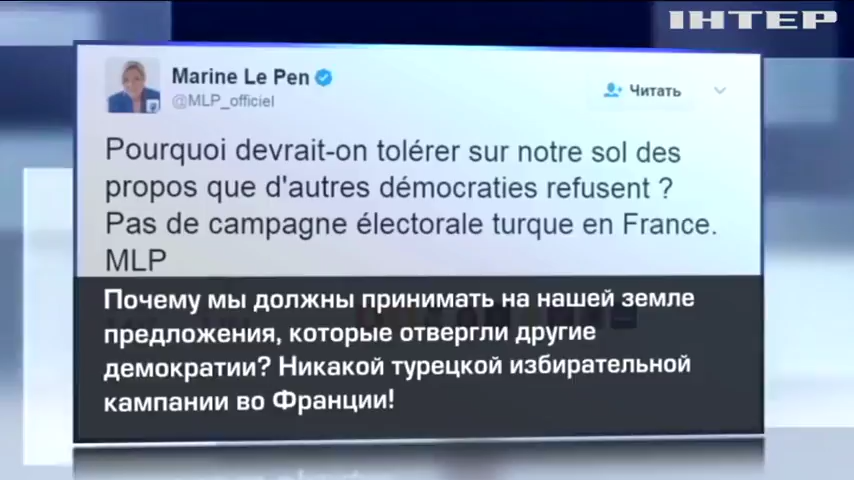 ІНТЕР
Marine Le Pen
@MLP_officiel
Читать
Pourquoi devrait-on tolérer sur notre sol des
propos que d'autres démocraties refusent ?
Pas de campagne électorale turque en France.
MLP
Почему мы должны принимать на нашей земле
предложения, которые отвергли другие
демократии? Никакой турецкой избирательной
кампании во Франции!